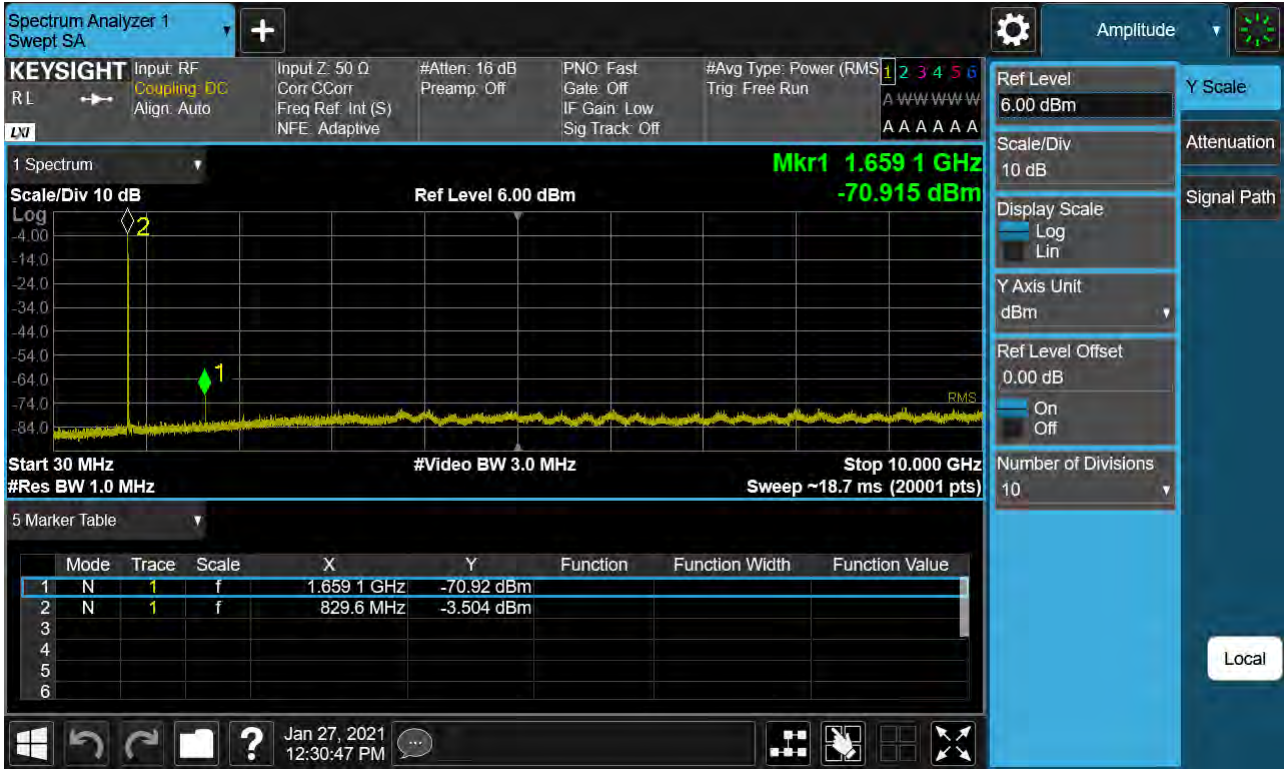 Spectrum Analyzer 1
Swept SA
+
Amplitude
KEYSIGHT
RL
LXI
Input: RF
Coupling: DC
Align: Auto
Input Z: 50 Ω
Corr CCorr
Freq Ref: Int (S)
NFE: Adaptive
#Atten: 16 dB
Preamp: Off
PNO: Fast
Gate: Off
IF Gain: Low
Sig Track: Off
#Avg Type: Power (RMS
Trig: Free Run
1 2 3 4 5 6
A W W W W W
A A A A A A
1 Spectrum
Mkr1 1.659 1 GHz
-70.915 dBm
Scale/Div 10 dB
Ref Level 6.00 dBm
Log
-4.00
-14.0
-24.0
-34.0
-44.0
-54.0
-64.0
-74.0
-84.0
2
1
RMS
Start 30 MHz
#Video BW 3.0 MHz
Stop 10.000 GHz
#Res BW 1.0 MHz
Sweep ~18.7 ms (20001 pts)
5 Marker Table
Mode Trace Scale X Y Function Function Width Function Value
1 N 1 f 1.659 1 GHz -70.92 dBm
2 N 1 f 829.6 MHz -3.504 dBm
3
4
5
6
?
Jan 27, 2021
12:30:47 PM
Ref Level
6.00 dBm
Scale/Div
10 dB
Display Scale
Log
Lin
Y Axis Unit
dBm
Ref Level Offset
0.00 dB
On
Off
Number of Divisions
10
Y Scale
Attenuation
Signal Path
Local